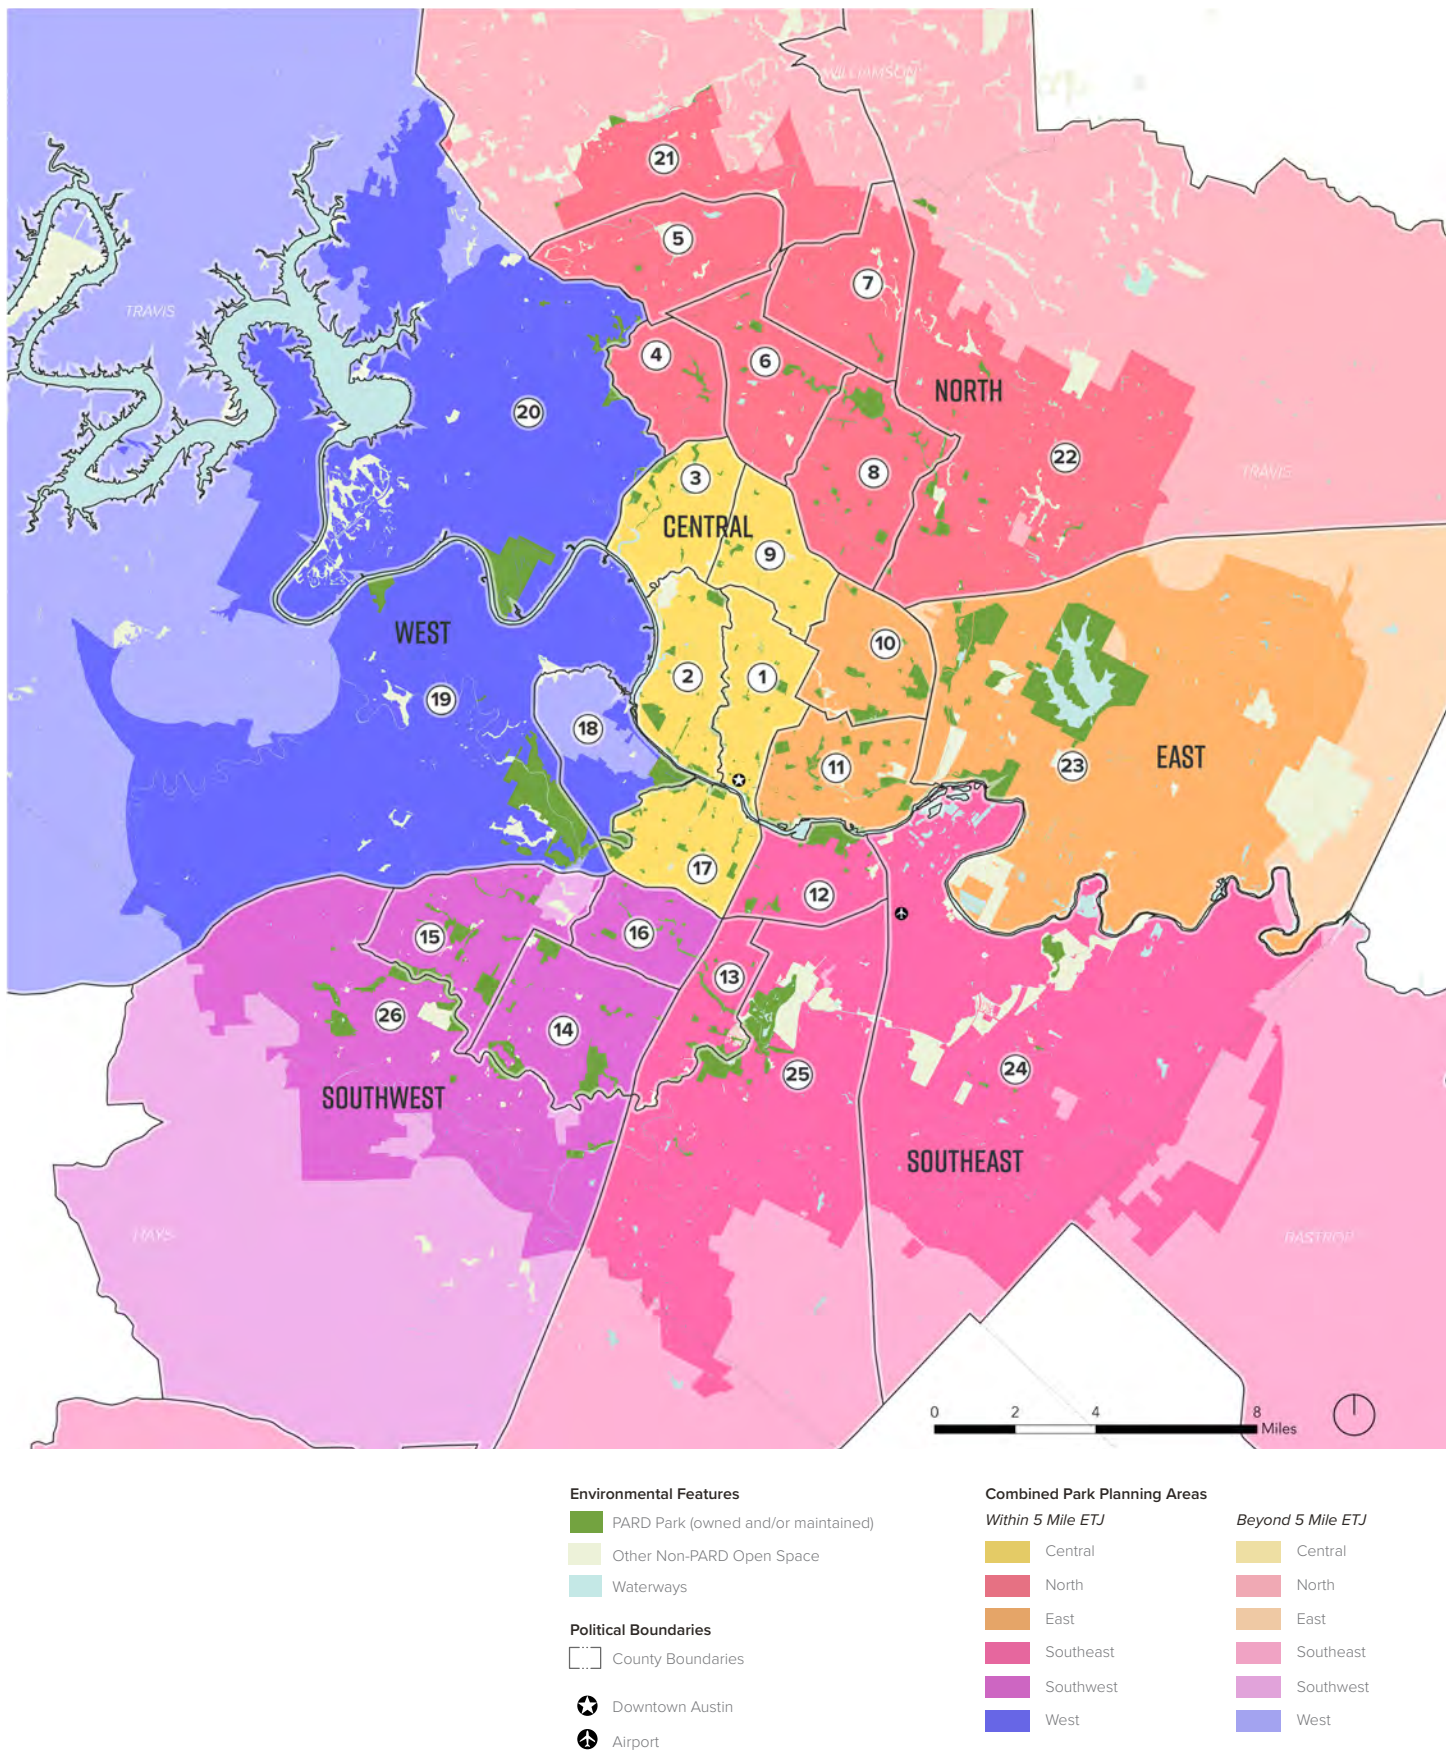 WILLIAMSON
21
5
7
TRAVIS
4
6
NORTH
20
22
3
8
TRAVIS
CENTRAL
9
WEST
10
2
1
19
18
EAST
11
23
17
12
15
16
13
26
14
25
24
SOUTHWEST
SOUTHEAST
HAYS
BASTROP
0 2 4 8
Miles
Environmental Features
PARD Park (owned and/or maintained)
Other Non-PARD Open Space
Waterways
Political Boundaries
County Boundaries
Downtown Austin
Airport
Combined Park Planning Areas
Within 5 Mile ETJ
Central
North
East
Southeast
Southwest
West
Beyond 5 Mile ETJ
Central
North
East
Southeast
Southwest
West